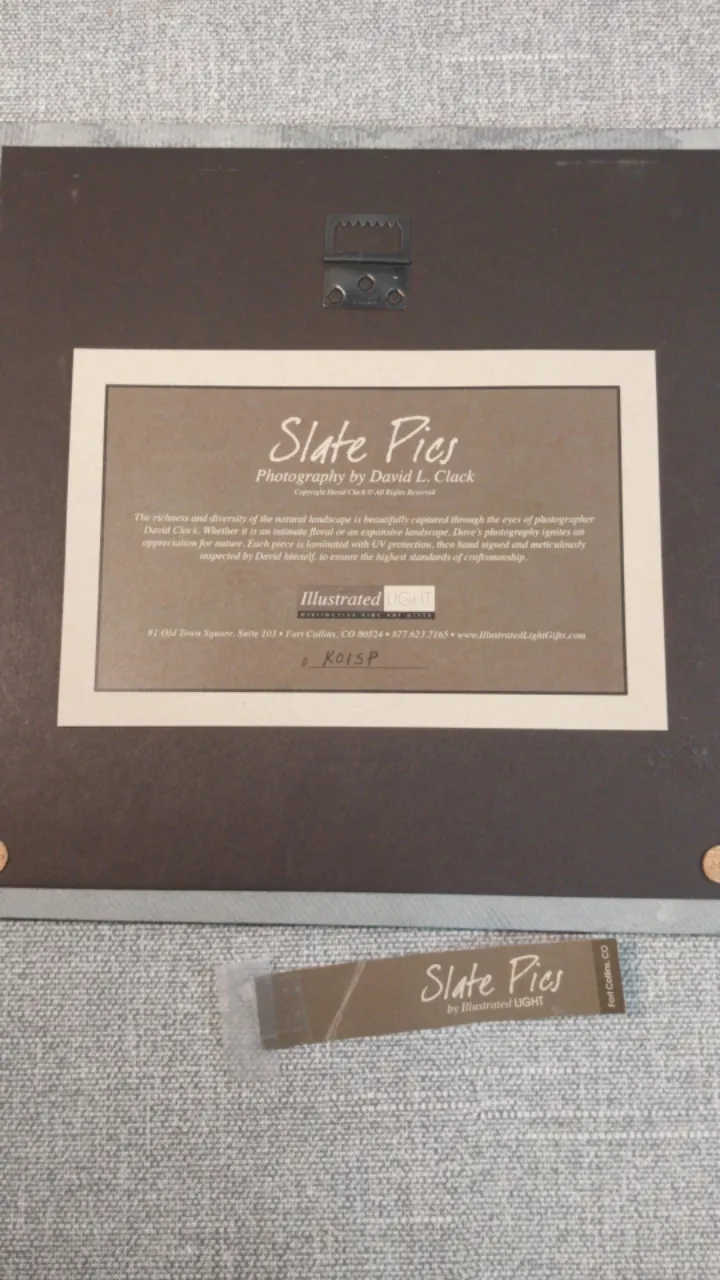 Slate Pics
Photography by David L. Clack
Copyright David Clack © All Rights Reserved
The richness and diversity of the natural landscape is beautifully captured through the eyes of photographer
David Clack. Whether it is an intimate floral or an expansive landscape, Dave's photography ignites an
appreciation for nature. Each piece is laminated with UV protection, then hand signed and meticulously
inspected by David himself, to ensure the highest standards of craftsmanship.
Illustrated LIGHT
DISTINCTIVE FINE ART GIFTS
#1 Old Town Square, Suite 103 • Fort Collins, CO 80524 • 877.623.7165 • www.IllustratedLightGifts.com
# K01SP
Slate Pics
by Illustrated LIGHT
Fort Collins, CO